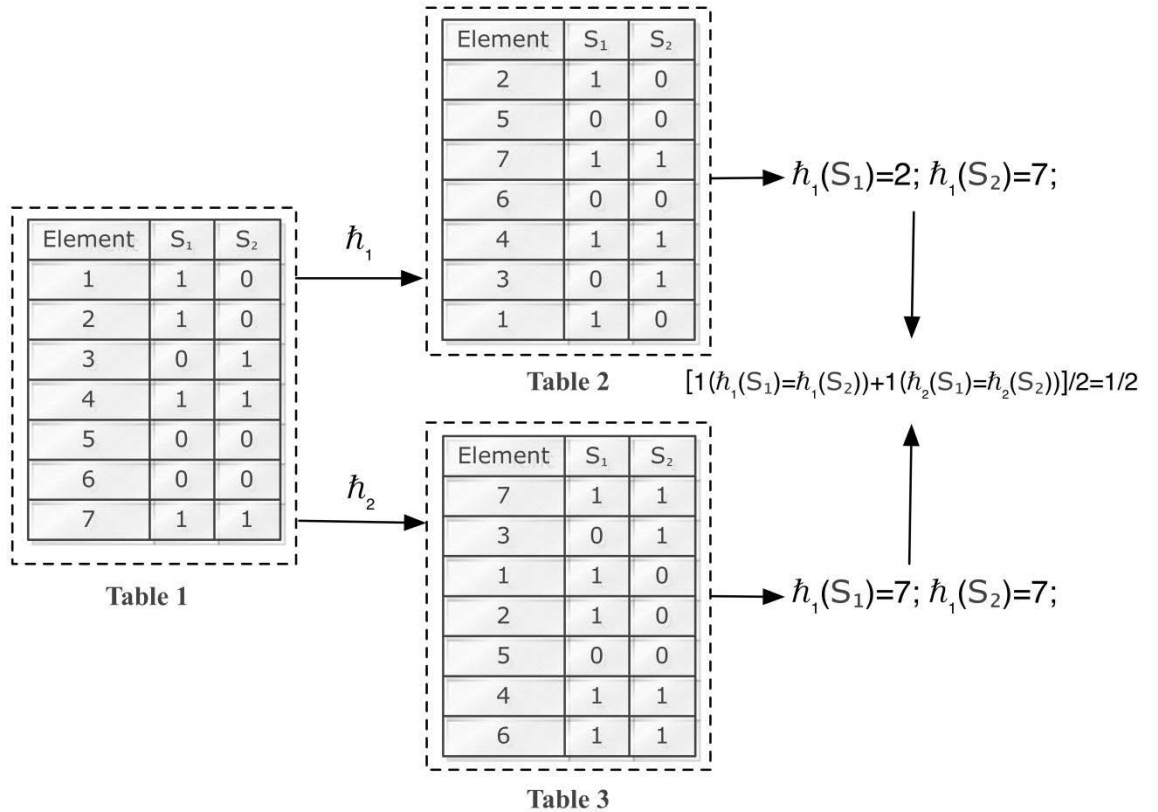 Element S₁ S₂
1 1 0
2 1 0
3 0 1
4 1 1
5 0 0
6 0 0
7 1 1
Table 1
ℏ₁
ℏ₂
Element S₁ S₂
2 1 0
5 0 0
7 1 1
6 0 0
4 1 1
3 0 1
1 1 0
Table 2
Element S₁ S₂
7 1 1
3 0 1
1 1 0
2 1 0
5 0 0
4 1 1
6 1 1
Table 3
ℏ₁(S₁)=2; ℏ₁(S₂)=7;
[1(ℏ₁(S₁)=ℏ₁(S₂))+1(ℏ₂(S₁)=ℏ₂(S₂))]/2=1/2
ℏ₁(S₁)=7; ℏ₁(S₂)=7;